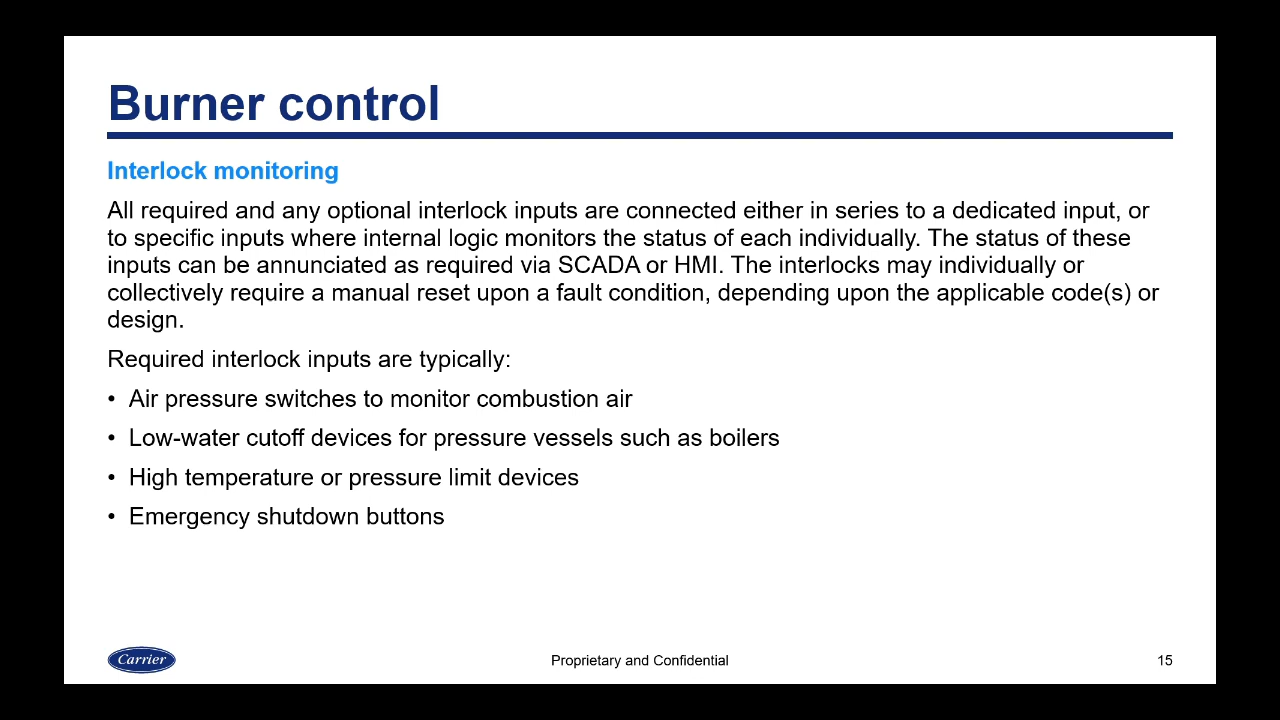 Burner control
Interlock monitoring
All required and any optional interlock inputs are connected either in series to a dedicated input, or
to specific inputs where internal logic monitors the status of each individually. The status of these
inputs can be annunciated as required via SCADA or HMI. The interlocks may individually or
collectively require a manual reset upon a fault condition, depending upon the applicable code(s) or
design.
Required interlock inputs are typically:
• Air pressure switches to monitor combustion air
• Low-water cutoff devices for pressure vessels such as boilers
• High temperature or pressure limit devices
• Emergency shutdown buttons
Carrier
Proprietary and Confidential
15